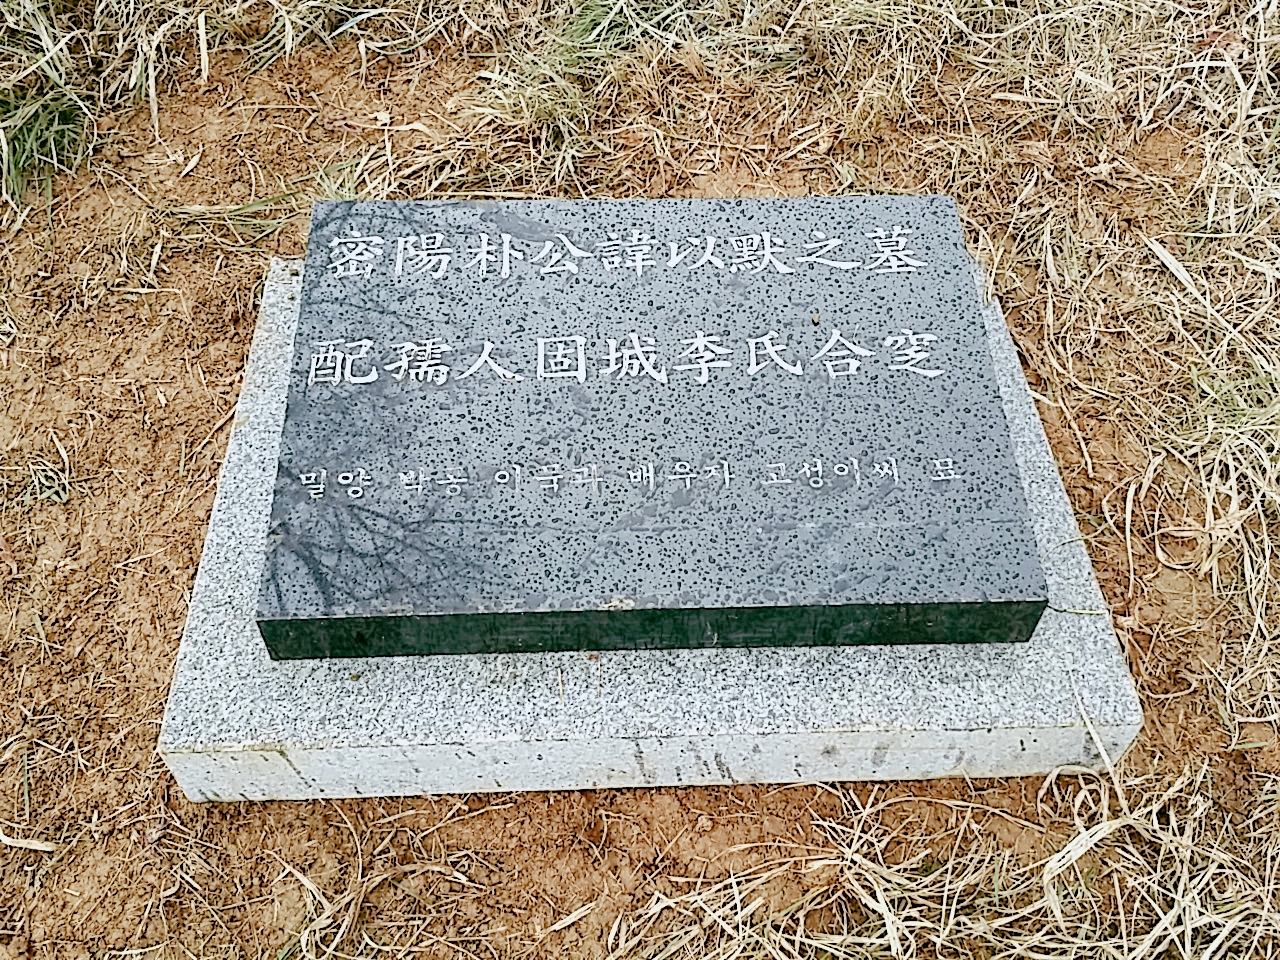 密陽朴公諱以默之墓
配孺人固城李氏合窆
밀양 박공 이묵과 배우자 고성이씨 묘